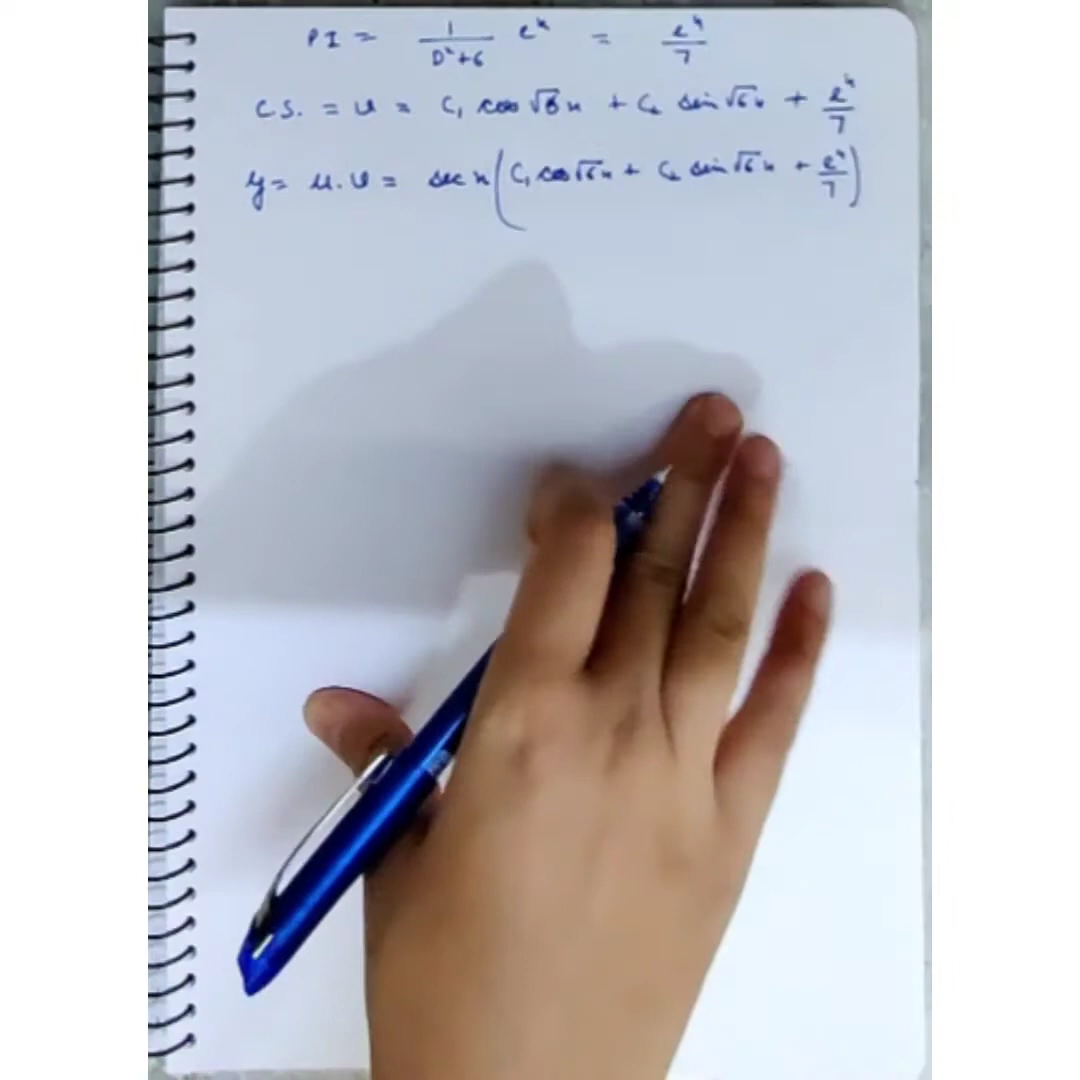 PI = 1/(D²+6) eˣ = eˣ/7
C.S. = v = C₁ cos √6x + C₂ sin √6x + eˣ/7
y = u.v = sec x (C₁ cos √6x + C₂ sin √6x + eˣ/7)